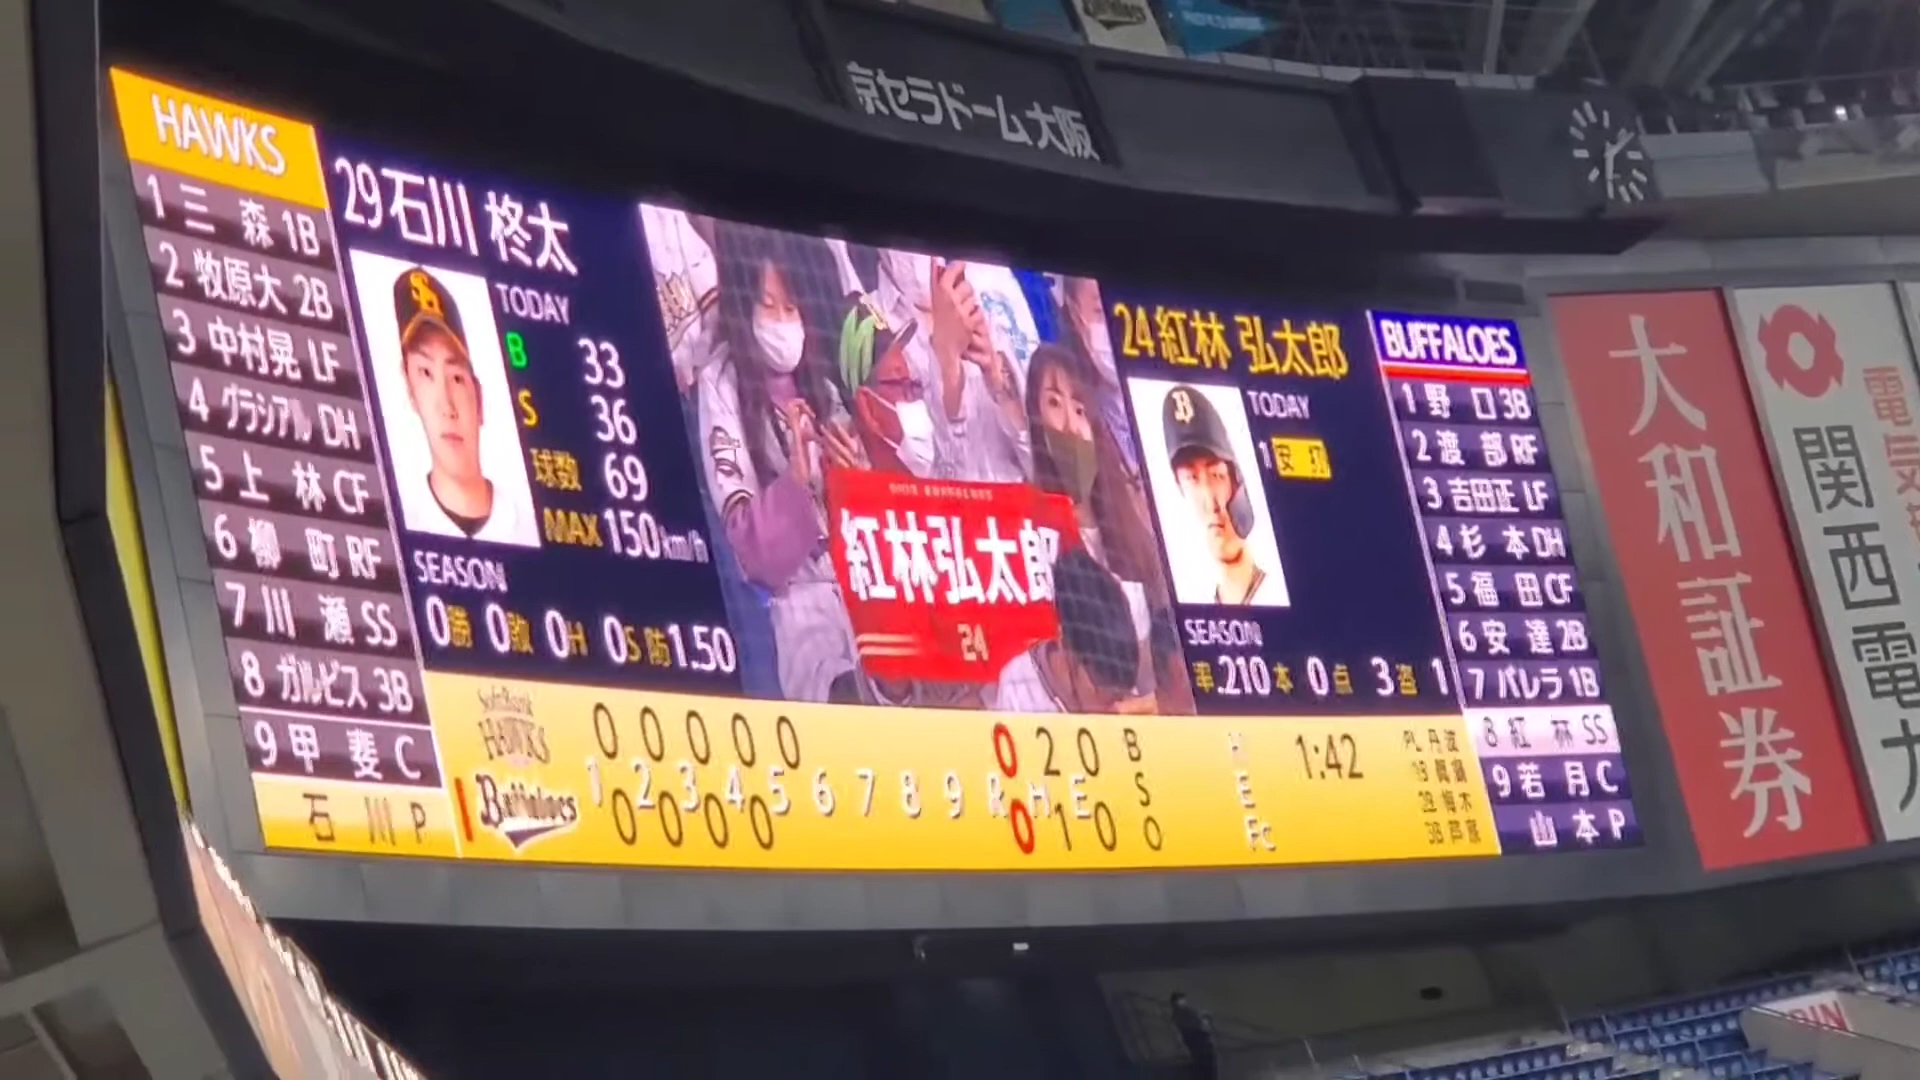 京セラドーム大阪
HAWKS
1 三 森 1B
2 牧原大 2B
3 中村晃 LF
4 グラシアル DH
5 上 林 CF
6 柳 町 RF
7 川 瀬 SS
8 ガルビス 3B
9 甲 斐 C
石 川 P
29 石川 柊太
TODAY
B 33
S 36
球数 69
MAX 150km/h
SEASON
0勝 0敗 0H 0S 防1.50
紅林弘太郎
24
24 紅林 弘太郎
TODAY
1 安 打
SEASON
率.210 本 0 点 3 盗 1
BUFFALOES
1 野 口 3B
2 渡 部 RF
3 吉田正 LF
4 杉 本 DH
5 福 田 CF
6 安 達 2B
7 バレラ 1B
8 紅 林 SS
9 若 月 C
山 本 P
SoftBank
HAWKS 0 0 0 0 0 0 2 0
1 2 3 4 5 6 7 8 9 R H E
Buffaloes 0 0 0 0 0 1 0
B
S
O
H
E
Fc
1:42
PL 丹波
大和証券
関西電力